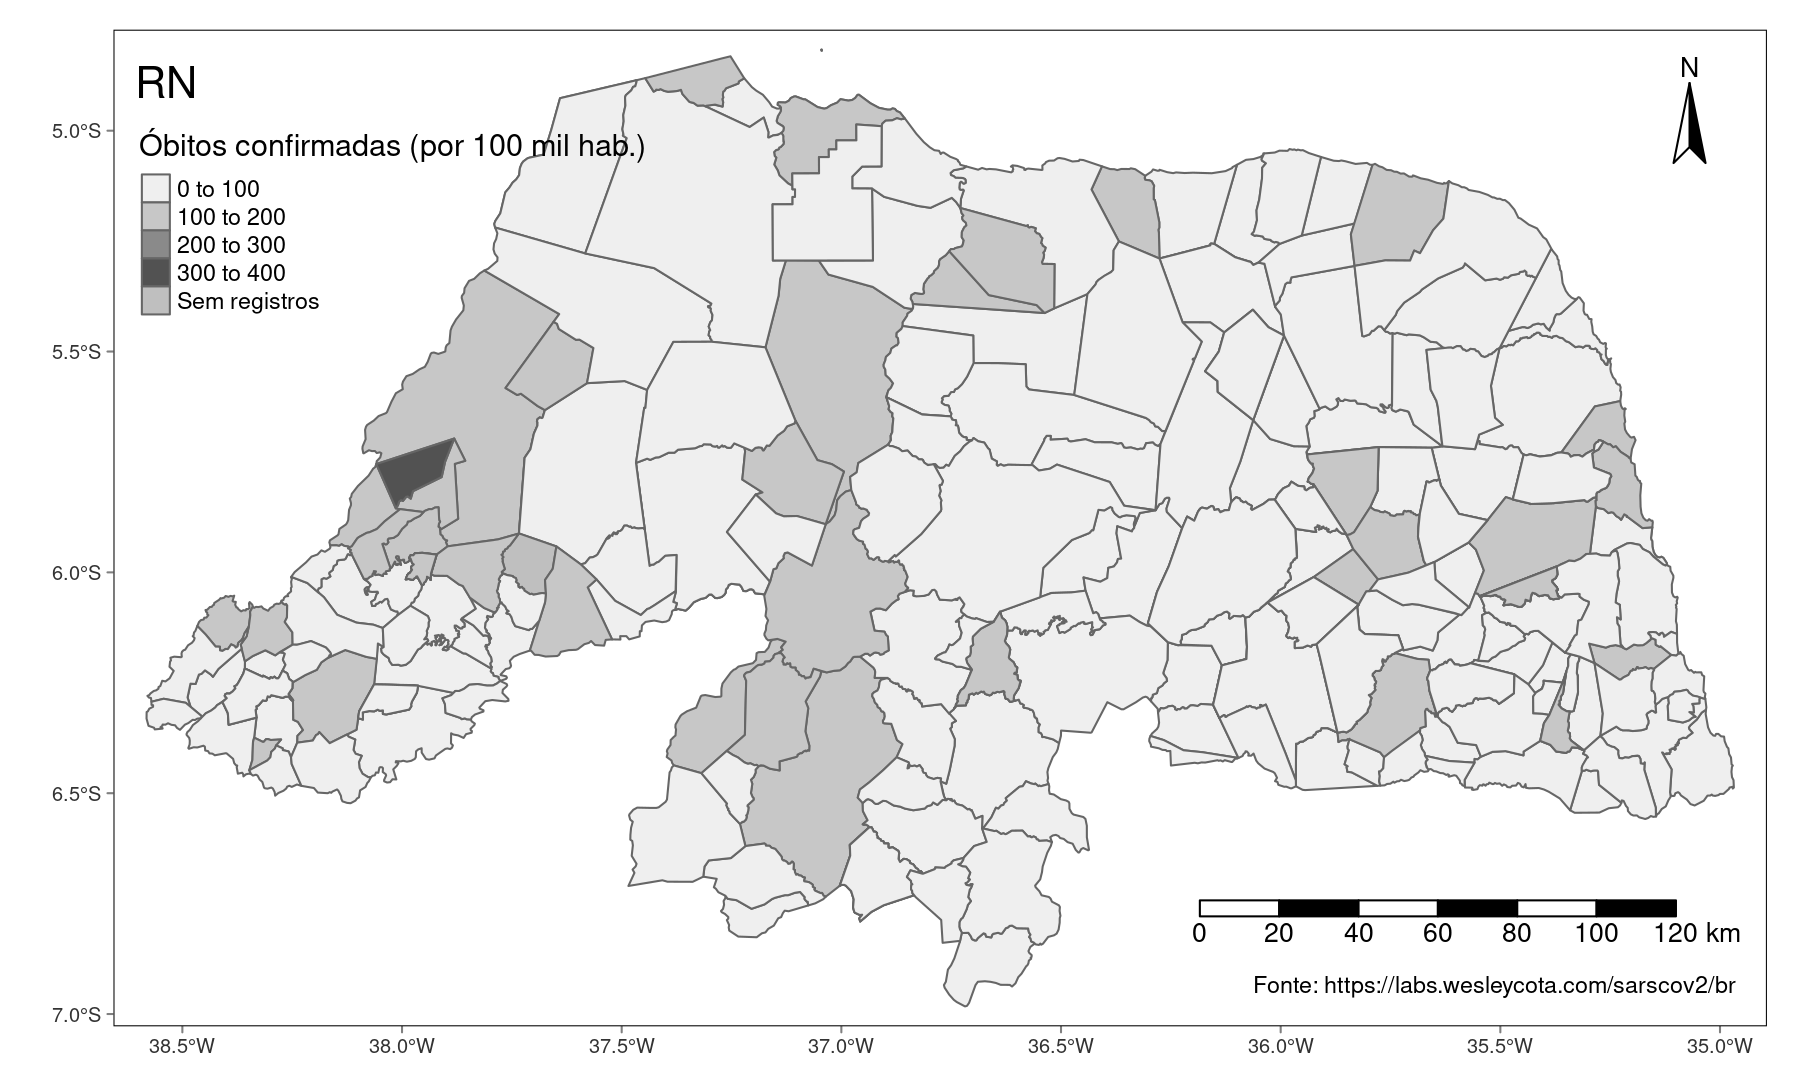 RN
N
Óbitos confirmadas (por 100 mil hab.)
0 to 100
100 to 200
200 to 300
300 to 400
Sem registros
5.0°S
5.5°S
6.0°S
6.5°S
7.0°S
0 20 40 60 80 100 120 km
Fonte: https://labs.wesleycota.com/sarscov2/br
38.5°W 38.0°W 37.5°W 37.0°W 36.5°W 36.0°W 35.5°W 35.0°W